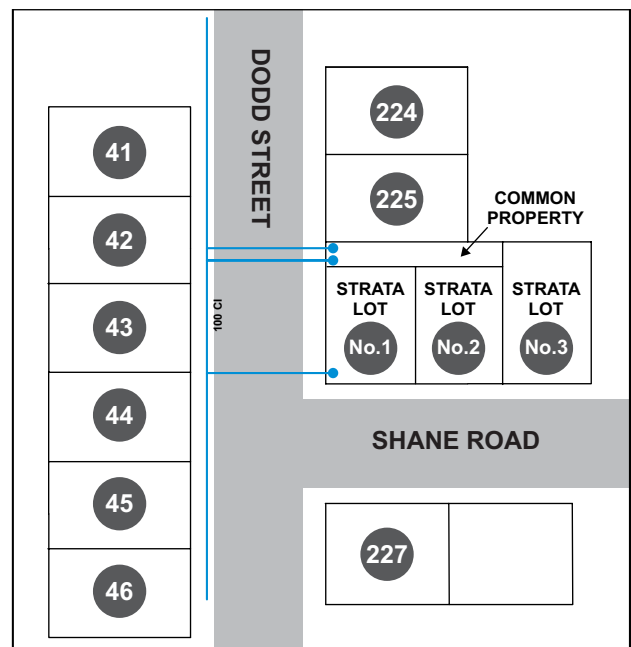 DODD STREET
224
41
225
COMMON
PROPERTY
42
STRATA
LOT
No.1
STRATA
LOT
No.2
STRATA
LOT
No.3
100 CI
43
44
SHANE ROAD
45
227
46